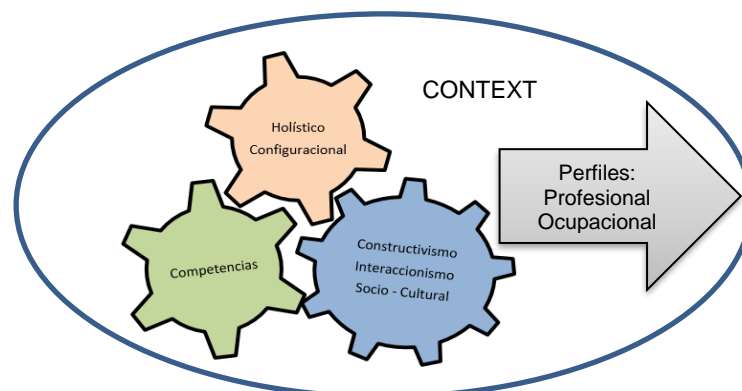 CONTEXT
Holístico
Configuracional
Perfiles:
Profesional
Ocupacional
Competencias
Constructivismo
Interaccionismo
Socio - Cultural